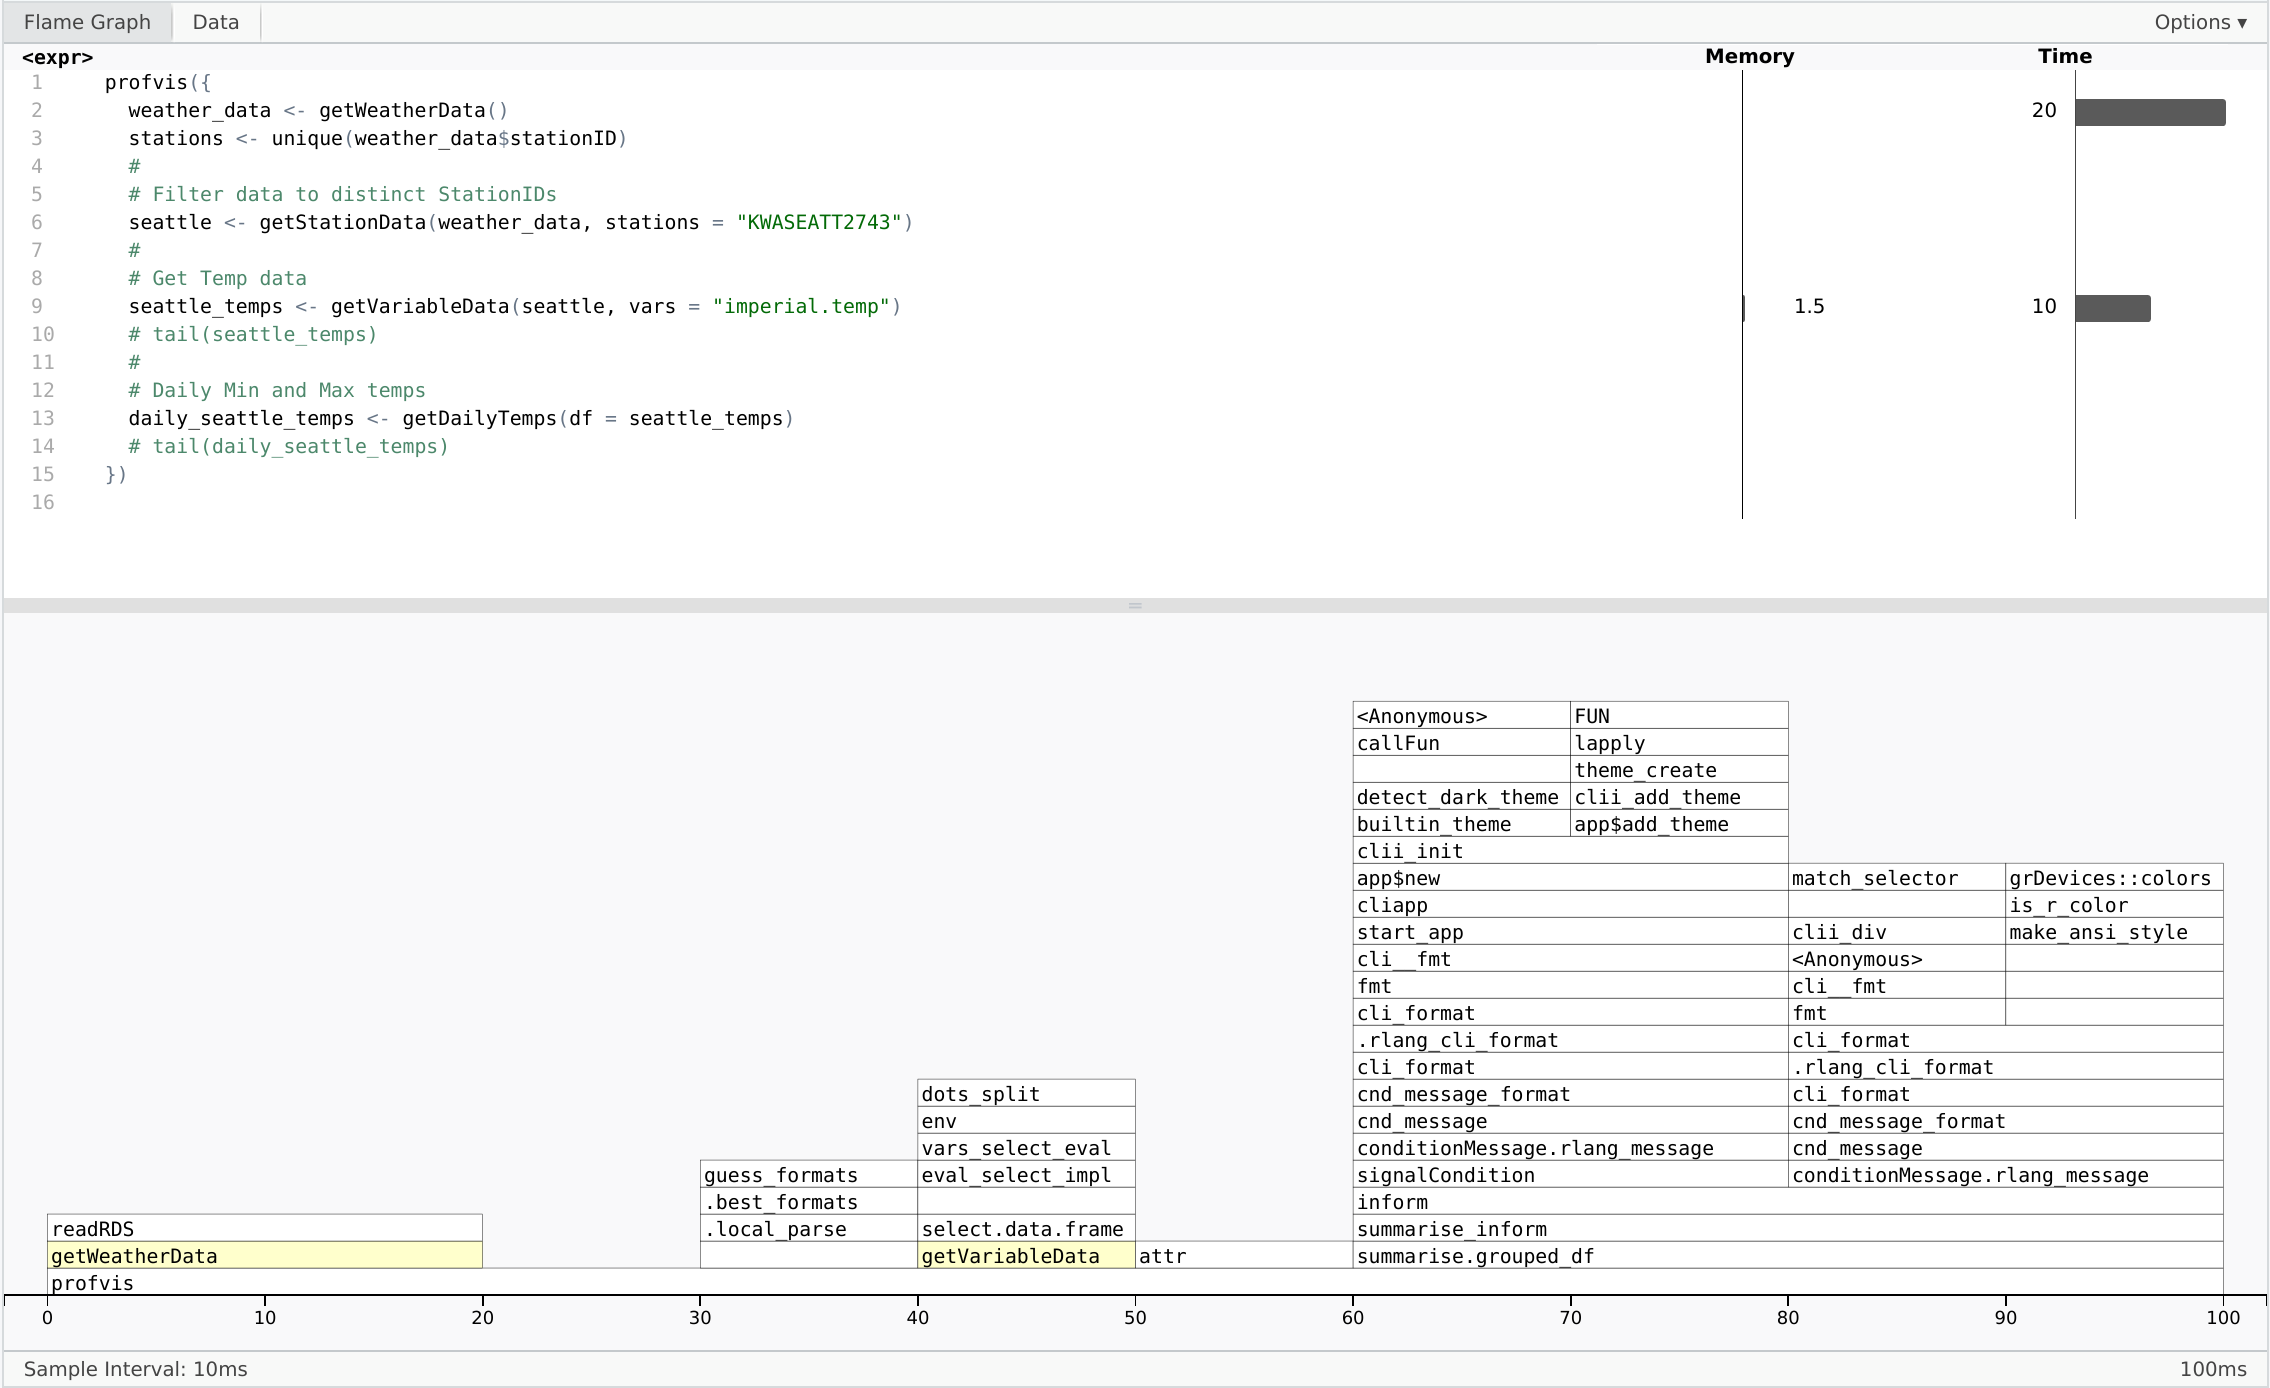 Flame Graph Data Options ▾
<expr> Memory Time
1 profvis({
2 weather_data <- getWeatherData() 20
3 stations <- unique(weather_data$stationID)
4 #
5 # Filter data to distinct StationIDs
6 seattle <- getStationData(weather_data, stations = "KWASEATT2743")
7 #
8 # Get Temp data
9 seattle_temps <- getVariableData(seattle, vars = "imperial.temp") 1.5 10
10 # tail(seattle_temps)
11 #
12 # Daily Min and Max temps
13 daily_seattle_temps <- getDailyTemps(df = seattle_temps)
14 # tail(daily_seattle_temps)
15 })
16
<Anonymous> FUN
callFun lapply
theme_create
detect_dark_theme clii_add_theme
builtin_theme app$add_theme
clii_init
app$new match_selector grDevices::colors
cliapp is_r_color
start_app clii_div make_ansi_style
cli__fmt <Anonymous>
fmt cli__fmt
cli_format fmt
.rlang_cli_format cli_format
cli_format .rlang_cli_format
dots_split cnd_message_format cli_format
env cnd_message cnd_message_format
vars_select_eval conditionMessage.rlang_message cnd_message
guess_formats eval_select_impl signalCondition conditionMessage.rlang_message
.best_formats inform
readRDS .local_parse select.data.frame summarise_inform
getWeatherData getVariableData attr summarise.grouped_df
profvis
0 10 20 30 40 50 60 70 80 90 100
Sample Interval: 10ms 100ms